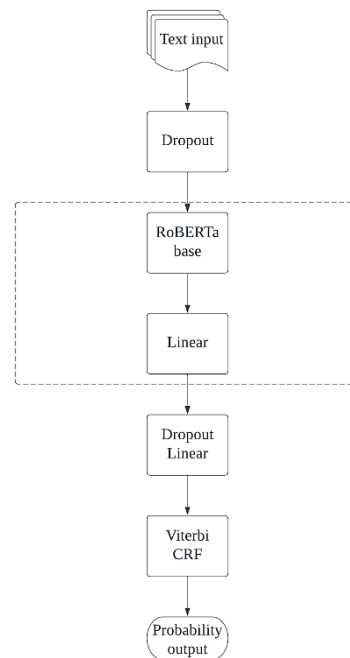 Text input
Dropout
RoBERTa
base
Linear
Dropout
Linear
Viterbi
CRF
Probability
output